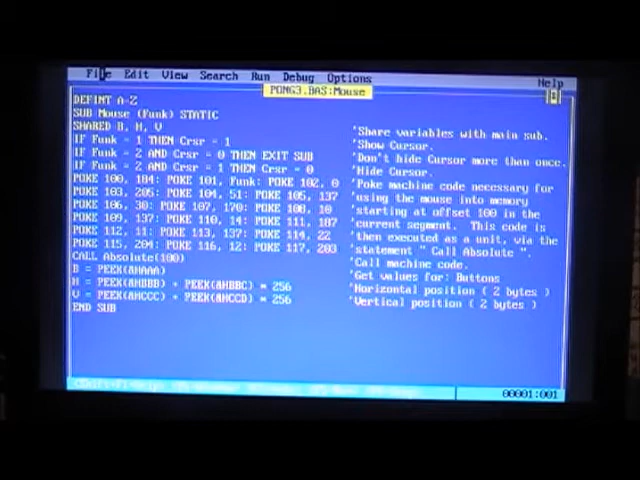 File Edit View Search Run Debug Options Help
PONG3.BAS:Mouse
DEFINT A-Z
SUB Mouse (Funk) STATIC
SHARED B, H, V 'Share variables with main sub.
IF Funk = 1 THEN Crsr = 1 'Show Cursor.
IF Funk = 2 AND Crsr = 0 THEN EXIT SUB 'Don't hide Cursor more than once.
IF Funk = 2 AND Crsr = 1 THEN Crsr = 0 'Hide Cursor.
POKE 100, 184: POKE 101, Funk: POKE 102, 0 'Poke machine code necessary for
POKE 103, 205: POKE 104, 51: POKE 105, 137 'using the mouse into memory
POKE 106, 30: POKE 107, 170: POKE 108, 10 'starting at offset 100 in the
POKE 109, 137: POKE 110, 14: POKE 111, 187 'current segment. This code is
POKE 112, 11: POKE 113, 137: POKE 114, 22 'then executed as a unit, via the
POKE 115, 204: POKE 116, 12: POKE 117, 203 'statement " Call Absolute ".
CALL Absolute(100) 'Call machine code.
B = PEEK(&HAAA) 'Get values for: Buttons
H = PEEK(&HBBB) + PEEK(&HBBC) * 256 'Horizontal position ( 2 bytes )
V = PEEK(&HCCC) + PEEK(&HCCD) * 256 'Vertical position ( 2 bytes )
END SUB
00001:001